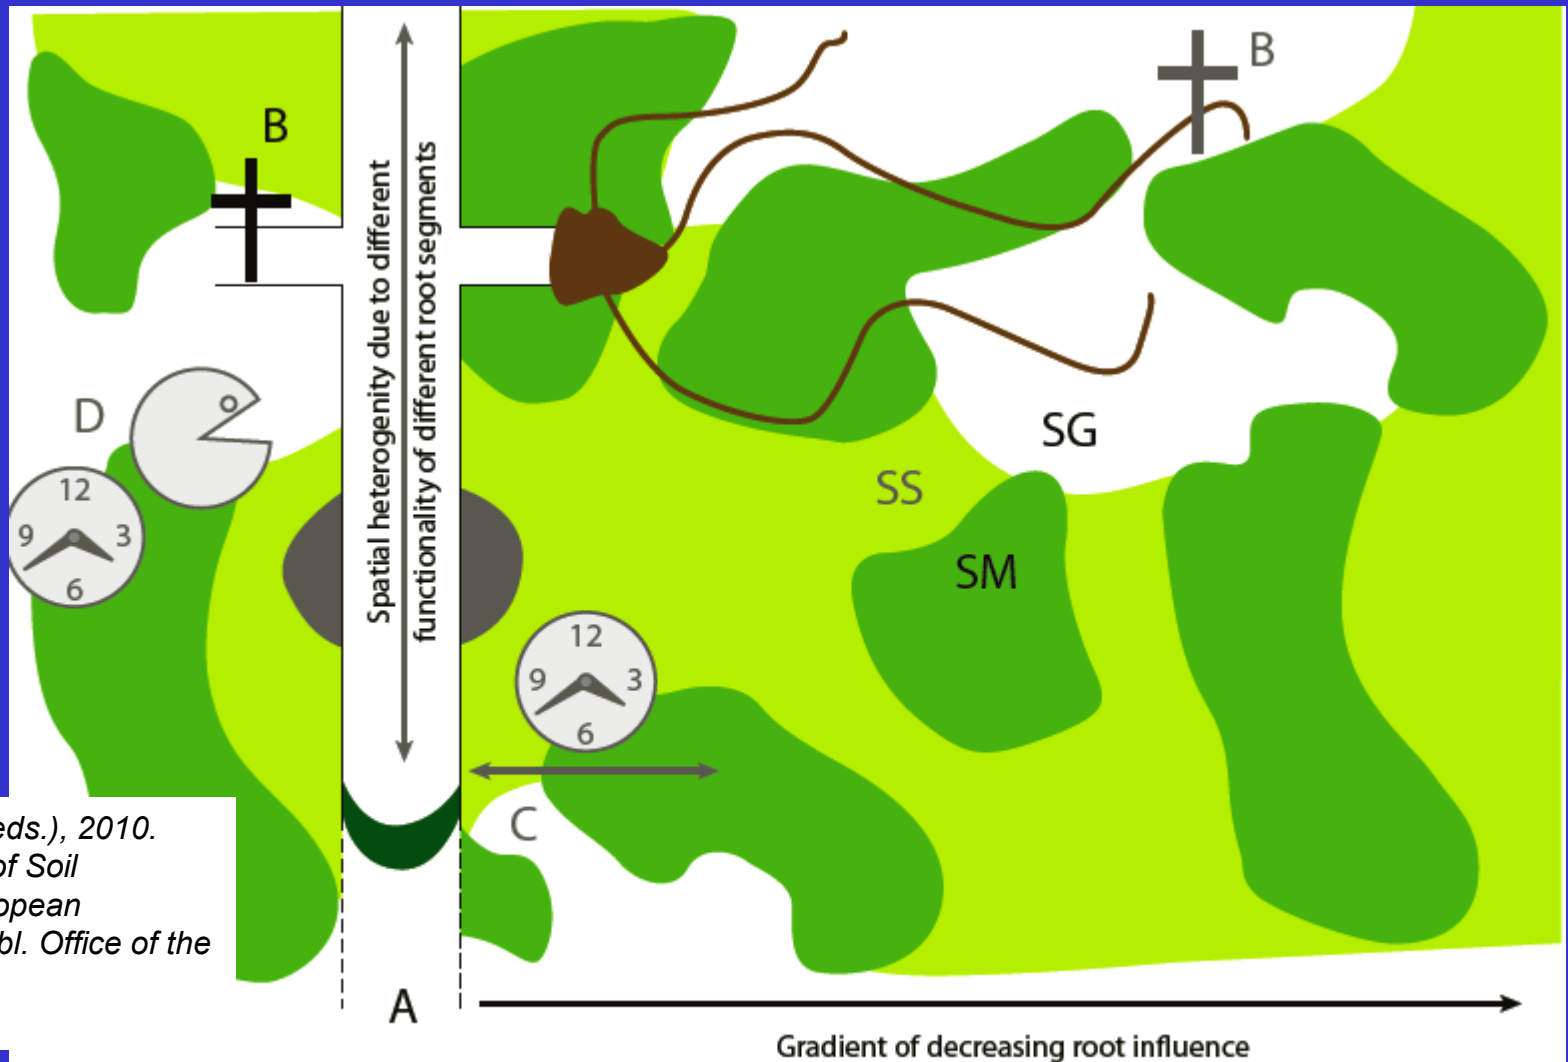 B
B
Spatial heterogenity due to different
functionality of different root segments
D
12
9 3
6
SG
SS
SM
12
9 3
6
C
eds.), 2010.
of Soil
opean
bl. Office of the
A
Gradient of decreasing root influence